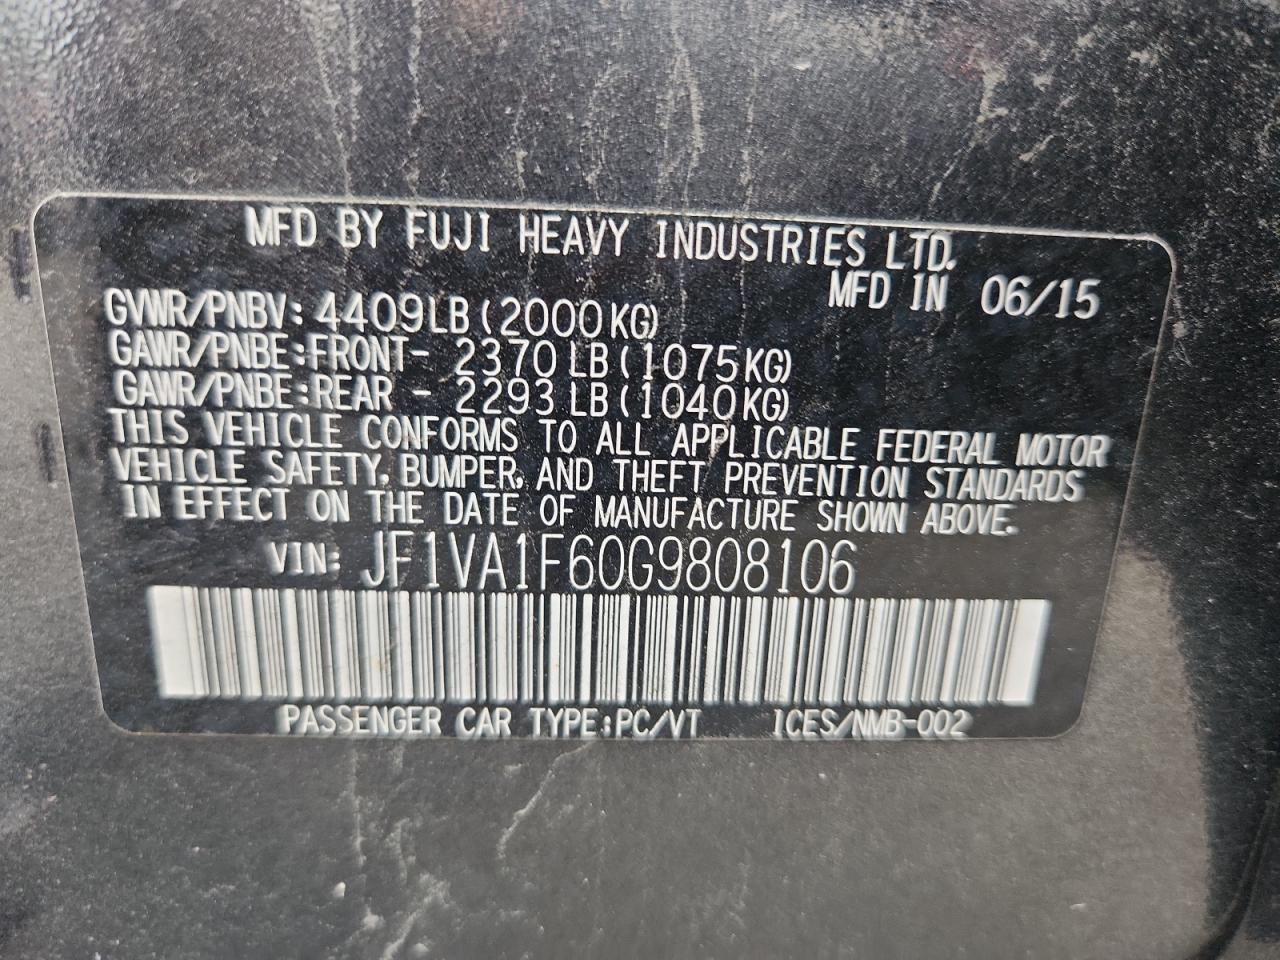 MFD BY FUJI HEAVY INDUSTRIES LTD.
MFD IN 06/15
GVWR/PNBV: 4409LB (2000KG)
GAWR/PNBE:FRONT- 2370 LB (1075KG)
GAWR/PNBE:REAR - 2293 LB (1040KG)
THIS VEHICLE CONFORMS TO ALL APPLICABLE FEDERAL MOTOR
VEHICLE SAFETY, BUMPER, AND THEFT PREVENTION STANDARDS
IN EFFECT ON THE DATE OF MANUFACTURE SHOWN ABOVE.
VIN: JF1VA1F60G9808106
PASSENGER CAR TYPE:PC/VT ICES/NMB-002